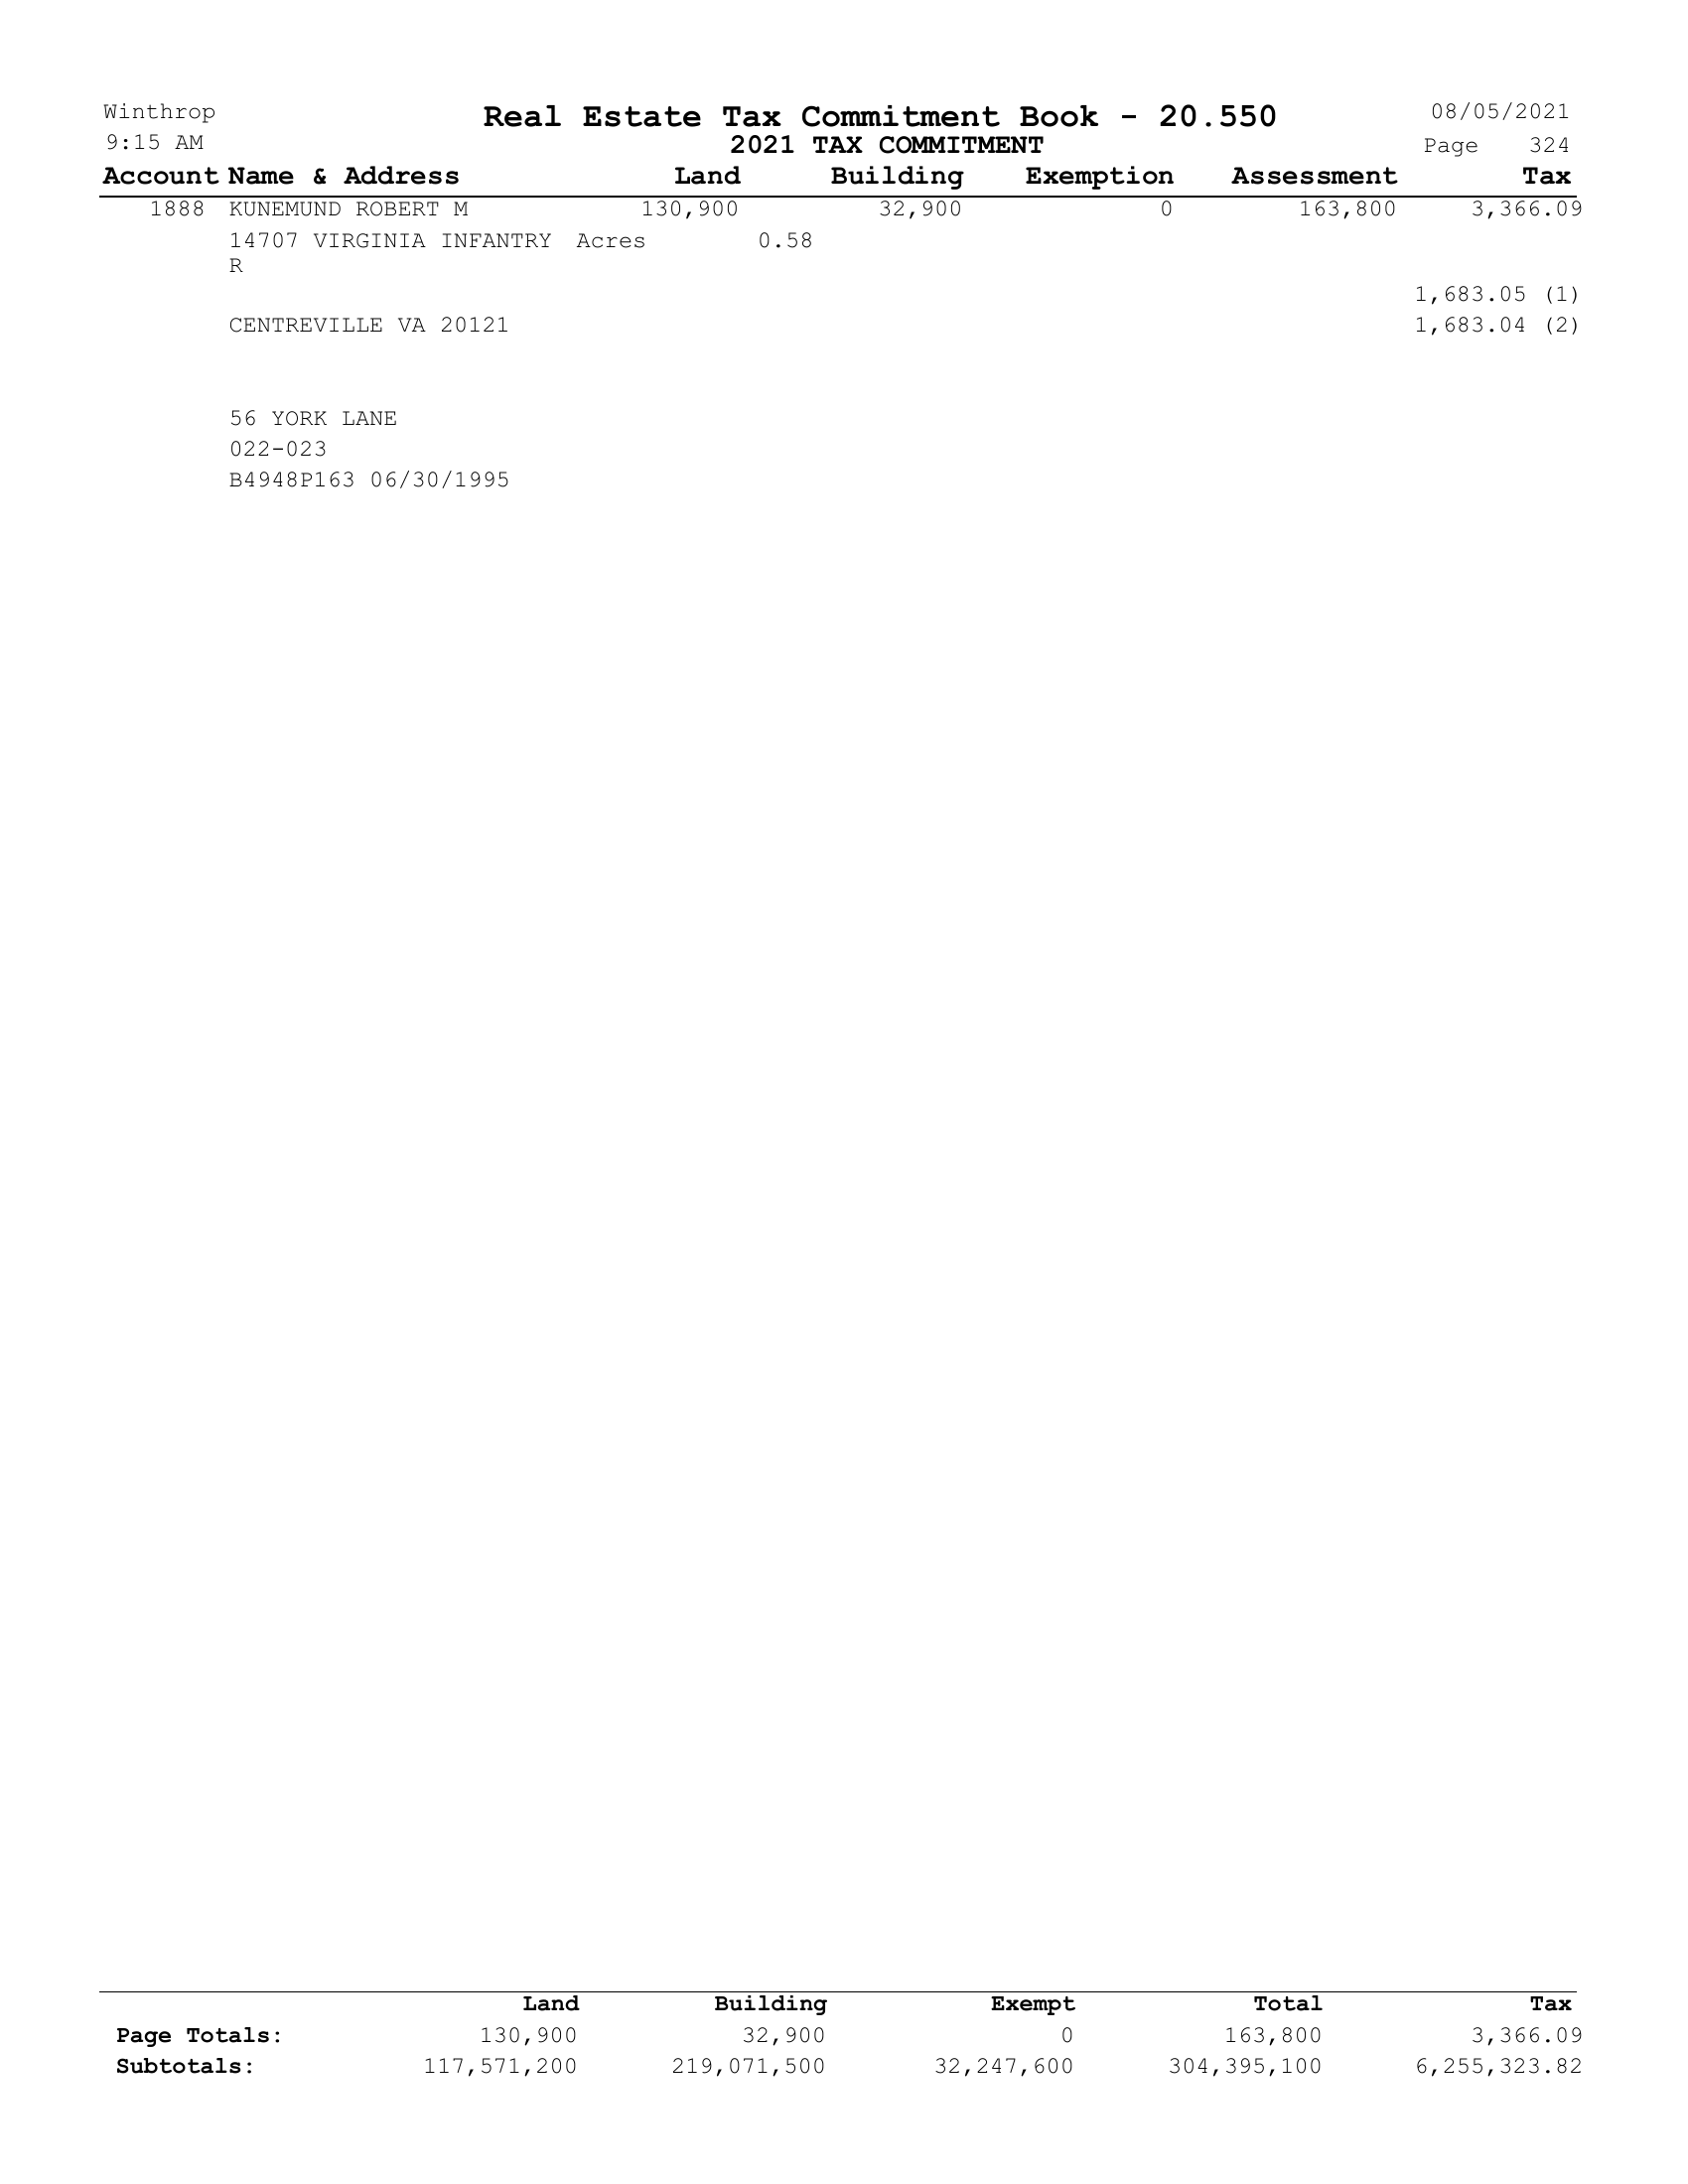 Winthrop Real Estate Tax Commitment Book - 20.550 08/05/2021
9:15 AM 2021 TAX COMMITMENT Page 324
Account Name & Address Land Building Exemption Assessment Tax
1888 KUNEMUND ROBERT M 130,900 32,900 0 163,800 3,366.09
14707 VIRGINIA INFANTRY Acres 0.58
R
1,683.05 (1)
CENTREVILLE VA 20121 1,683.04 (2)
56 YORK LANE
022-023
B4948P163 06/30/1995
Land Building Exempt Total Tax
Page Totals: 130,900 32,900 0 163,800 3,366.09
Subtotals: 117,571,200 219,071,500 32,247,600 304,395,100 6,255,323.82